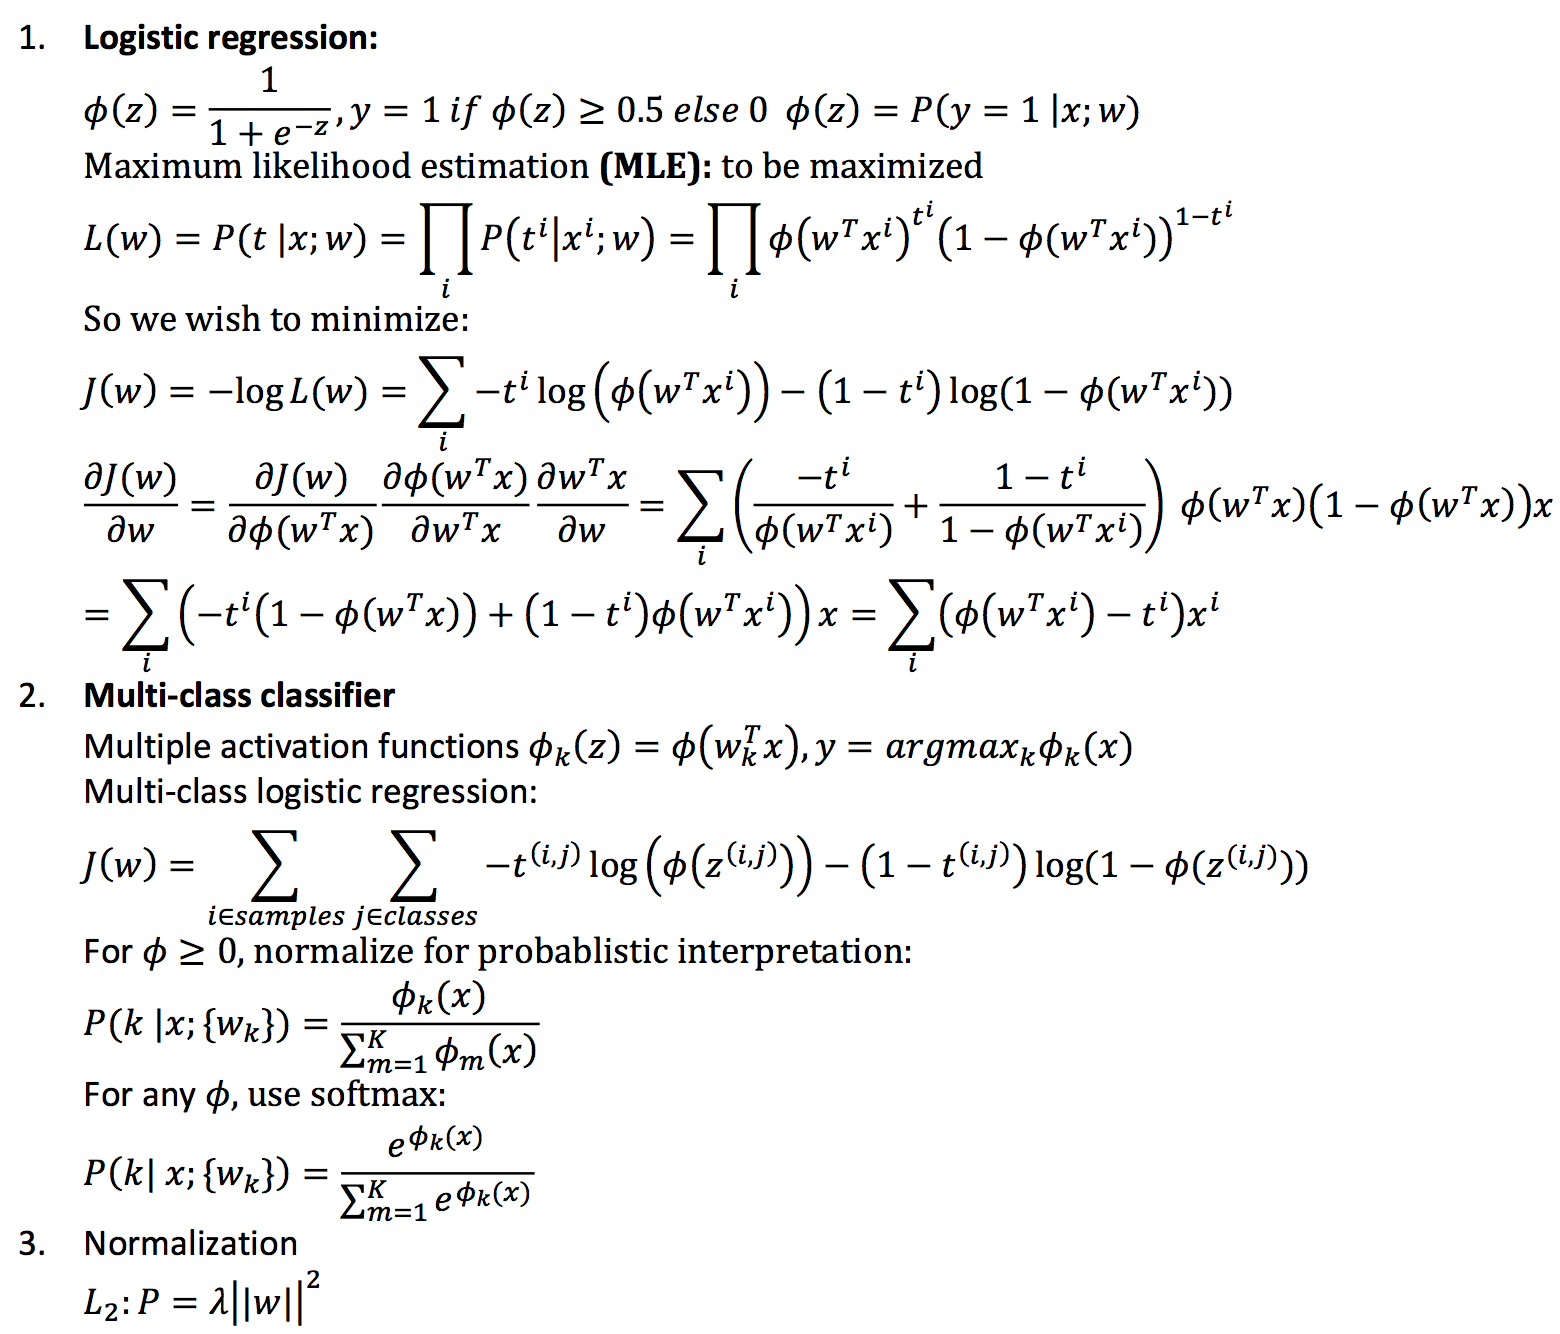 1. Logistic regression:
ϕ(z) = 1 / (1 + e^{−z}), y = 1 if ϕ(z) ≥ 0.5 else 0 ϕ(z) = P(y = 1 |x; w)
Maximum likelihood estimation (MLE): to be maximized
L(w) = P(t |x; w) = ∏_i P(t^i|x^i; w) = ∏_i ϕ(w^T x^i)^{t^i} (1 − ϕ(w^T x^i))^{1−t^i}
So we wish to minimize:
J(w) = −log L(w) = ∑_i −t^i log(ϕ(w^T x^i)) − (1 − t^i) log(1 − ϕ(w^T x^i))
∂J(w)/∂w = ∂J(w)/∂ϕ(w^T x) ∂ϕ(w^T x)/∂w^T x ∂w^T x/∂w = ∑_i (−t^i / ϕ(w^T x^i) + (1 − t^i) / (1 − ϕ(w^T x^i))) ϕ(w^T x)(1 − ϕ(w^T x))x
= ∑_i (−t^i(1 − ϕ(w^T x)) + (1 − t^i)ϕ(w^T x^i)) x = ∑_i (ϕ(w^T x^i) − t^i)x^i
2. Multi-class classifier
Multiple activation functions ϕ_k(z) = ϕ(w_k^T x), y = argmax_k ϕ_k(x)
Multi-class logistic regression:
J(w) = ∑_{i∈samples} ∑_{j∈classes} −t^{(i,j)} log(ϕ(z^{(i,j)})) − (1 − t^{(i,j)}) log(1 − ϕ(z^{(i,j)}))
For ϕ ≥ 0, normalize for probablistic interpretation:
P(k |x; {w_k}) = ϕ_k(x) / ∑_{m=1}^K ϕ_m(x)
For any ϕ, use softmax:
P(k| x; {w_k}) = e^{ϕ_k(x)} / ∑_{m=1}^K e^{ϕ_k(x)}
3. Normalization
L_2: P = λ||w||^2